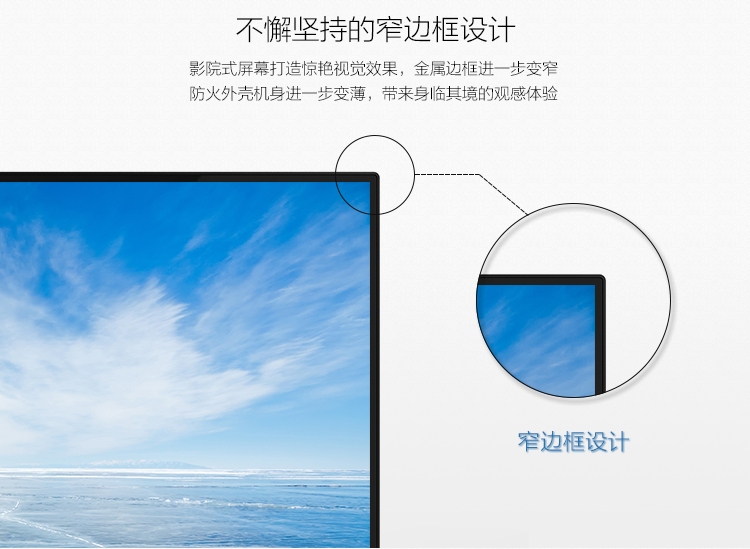 不懈坚持的窄边框设计
影院式屏幕打造惊艳视觉效果，金属边框进一步变窄
防火外壳机身进一步变薄，带来身临其境的观感体验
窄边框设计